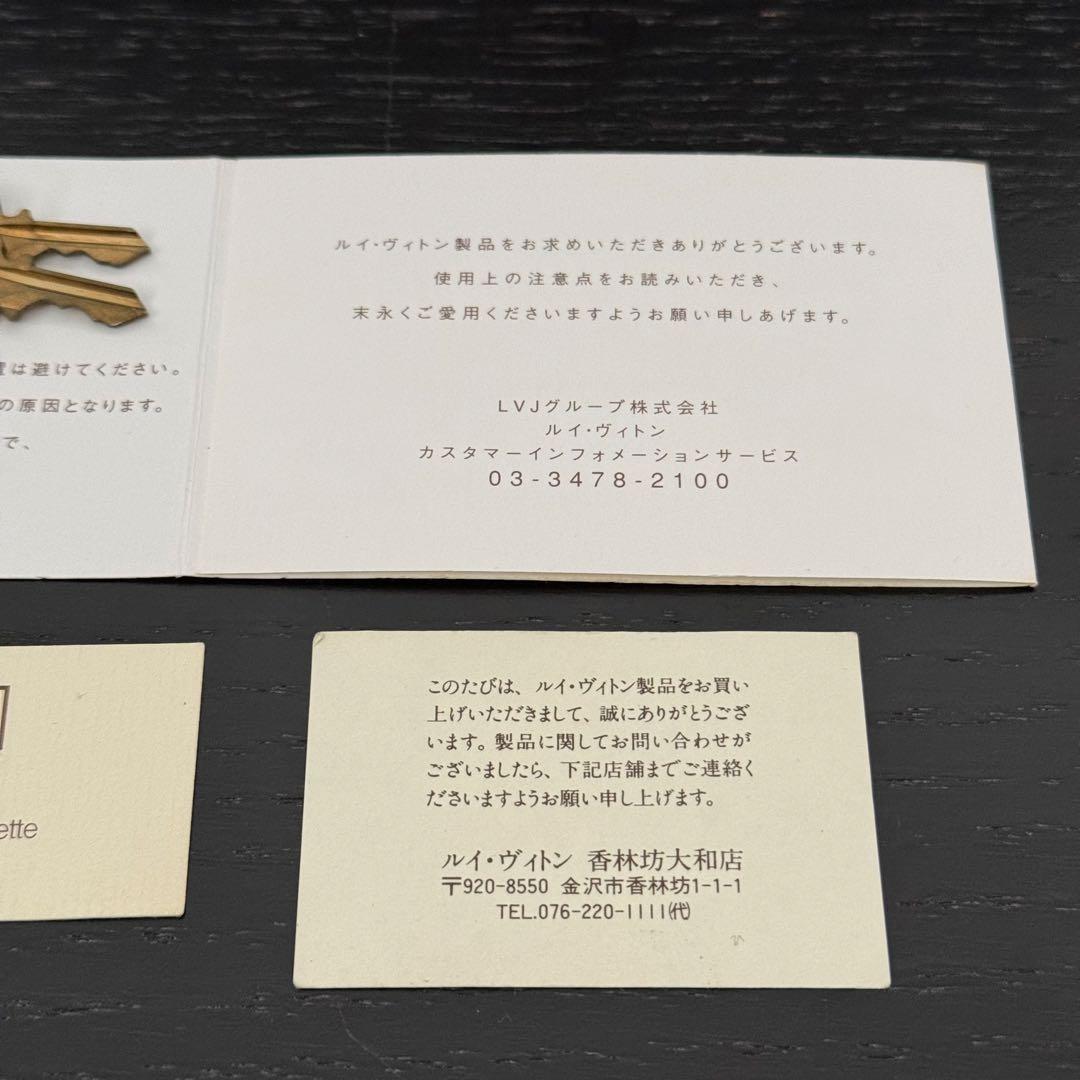 ルイ・ヴィトン製品をお求めいただきありがとうございます。
使用上の注意点をお読みいただき、
末永くご愛用くださいますようお願い申しあげます。
は避けてください。
の原因となります。
で、
LVJグループ株式会社
ルイ・ヴィトン
カスタマーインフォメーションサービス
03-3478-2100
ette
このたびは、ルイ・ヴィトン製品をお買い
上げいただきまして、誠にありがとうござ
います。製品に関してお問い合わせが
ございましたら、下記店舗までご連絡く
ださいますようお願い申し上げます。
ルイ・ヴィトン 香林坊大和店
〒920-8550 金沢市香林坊1-1-1
TEL.076-220-1111㈹